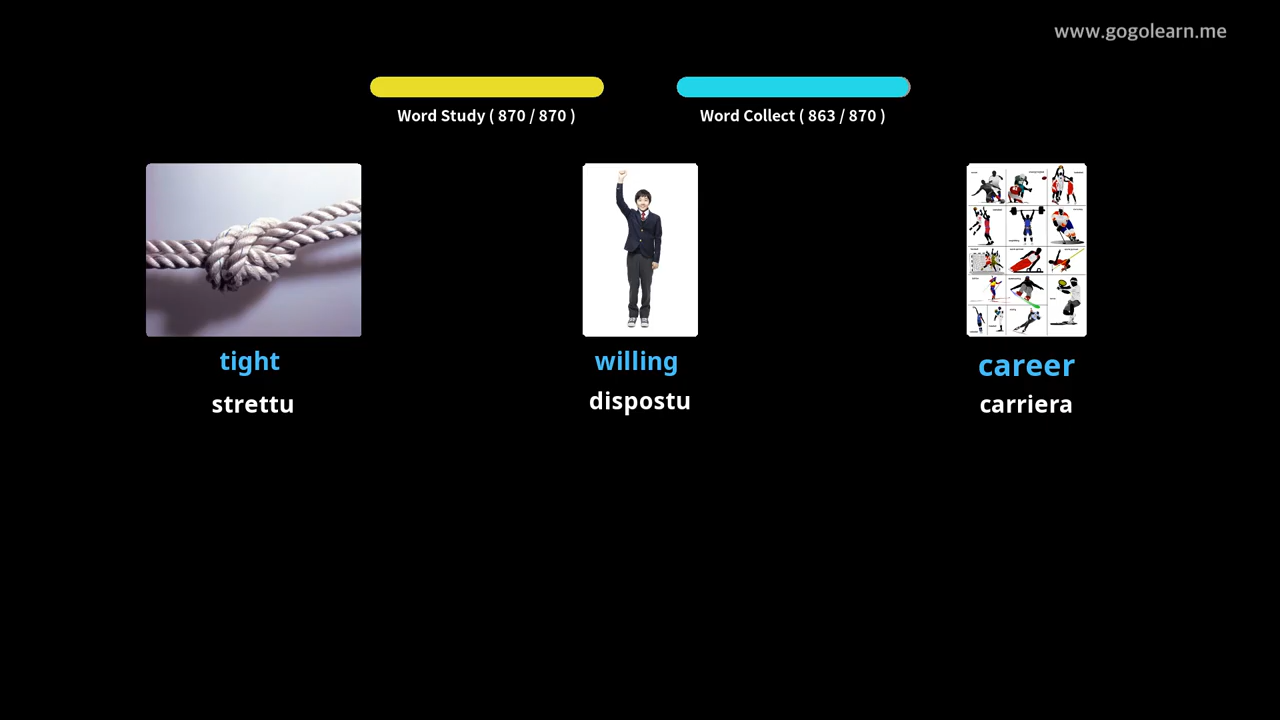 www.gogolearn.me
Word Study ( 870 / 870 )
Word Collect ( 863 / 870 )
tight
willing
career
strettu
dispostu
carriera